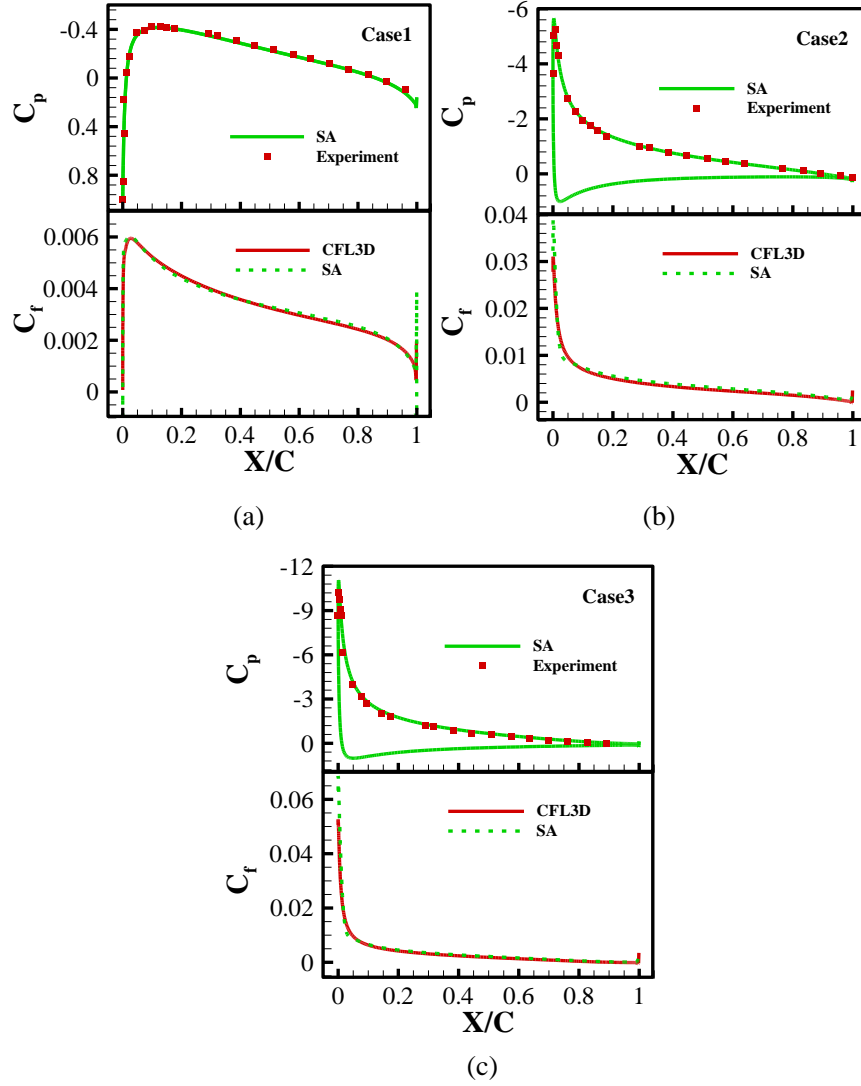 -0.4
0
0.4
0.8
C_p
Case1
SA
Experiment
0.006
0.004
0.002
0
C_f
CFL3D
SA
0 0.2 0.4 0.6 0.8 1
X/C
(a)
-6
-4
-2
0
C_p
Case2
SA
Experiment
0.04
0.03
0.02
0.01
0
C_f
CFL3D
SA
0 0.2 0.4 0.6 0.8 1
X/C
(b)
-12
-9
-6
-3
0
C_p
Case3
SA
Experiment
0.06
0.04
0.02
0
C_f
CFL3D
SA
0 0.2 0.4 0.6 0.8 1
X/C
(c)